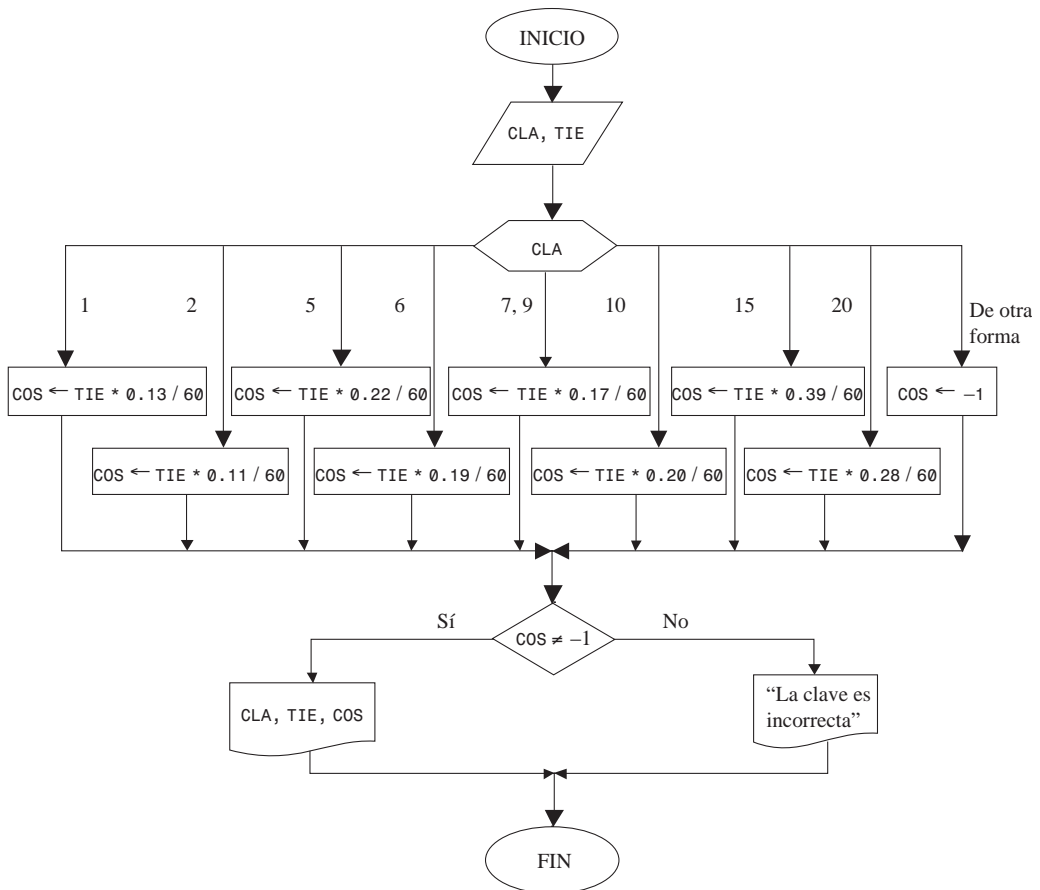 INICIO
CLA, TIE
CLA
1
2
5
6
7, 9
10
15
20
De otra
forma
COS ← TIE * 0.13 / 60
COS ← TIE * 0.22 / 60
COS ← TIE * 0.17 / 60
COS ← TIE * 0.39 / 60
COS ← −1
COS ← TIE * 0.11 / 60
COS ← TIE * 0.19 / 60
COS ← TIE * 0.20 / 60
COS ← TIE * 0.28 / 60
Sí
COS ≠ −1
No
CLA, TIE, COS
“La clave es
incorrecta”
FIN